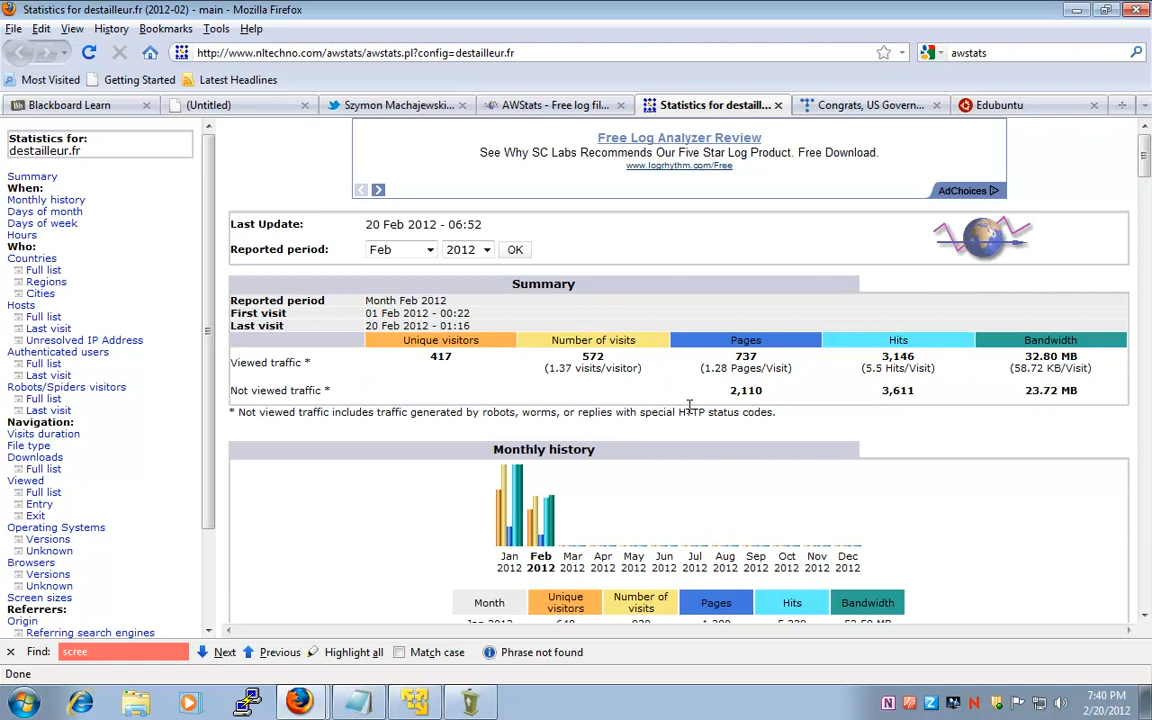 Statistics for destailleur.fr (2012-02) - main - Mozilla Firefox
File Edit View History Bookmarks Tools Help
http://www.nltechno.com/awstats/awstats.pl?config=destailleur.fr
awstats
Most Visited Getting Started Latest Headlines
Blackboard Learn (Untitled) Szymon Machajewski... AWStats - Free log fil... Statistics for destaill... Congrats, US Govern... Edubuntu
Statistics for:
destailleur.fr
Summary
When:
Monthly history
Days of month
Days of week
Hours
Who:
Countries
Full list
Regions
Cities
Hosts
Full list
Last visit
Unresolved IP Address
Authenticated users
Full list
Last visit
Robots/Spiders visitors
Full list
Last visit
Navigation:
Visits duration
File type
Downloads
Full list
Viewed
Full list
Entry
Exit
Operating Systems
Versions
Unknown
Browsers
Versions
Unknown
Screen sizes
Referrers:
Origin
Referring search engines
Free Log Analyzer Review
See Why SC Labs Recommends Our Five Star Log Product. Free Download.
www.logrhythm.com/Free
AdChoices
Last Update: 20 Feb 2012 - 06:52
Reported period: Feb 2012 OK
Summary
Reported period Month Feb 2012
First visit 01 Feb 2012 - 00:22
Last visit 20 Feb 2012 - 01:16
Unique visitors Number of visits Pages Hits Bandwidth
Viewed traffic * 417 572 737 3,146 32.80 MB
(1.37 visits/visitor) (1.28 Pages/Visit) (5.5 Hits/Visit) (58.72 KB/Visit)
Not viewed traffic * 2,110 3,611 23.72 MB
* Not viewed traffic includes traffic generated by robots, worms, or replies with special HTTP status codes.
Monthly history
Jan Feb Mar Apr May Jun Jul Aug Sep Oct Nov Dec
2012 2012 2012 2012 2012 2012 2012 2012 2012 2012 2012 2012
Month Unique visitors Number of visits Pages Hits Bandwidth
Find: scree Next Previous Highlight all Match case Phrase not found
Done
7:40 PM
2/20/2012